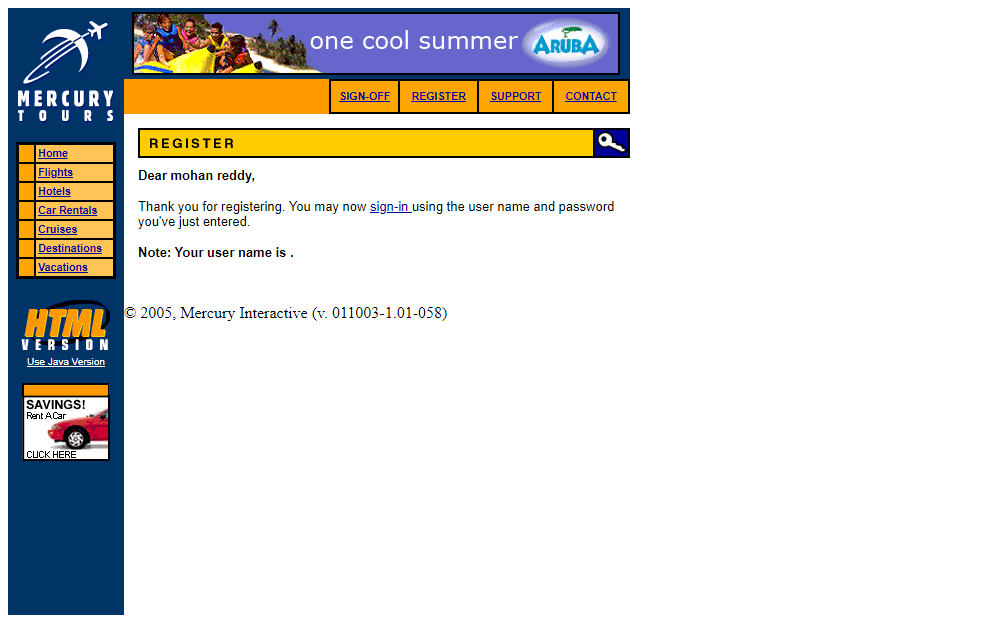 one cool summer ARUBA
MERCURY
TOURS
SIGN-OFF REGISTER SUPPORT CONTACT
REGISTER
Home
Flights
Hotels
Car Rentals
Cruises
Destinations
Vacations
Dear mohan reddy,
Thank you for registering. You may now sign-in using the user name and password
you've just entered.
Note: Your user name is .
HTML
VERSION
Use Java Version
© 2005, Mercury Interactive (v. 011003-1.01-058)
SAVINGS!
Rent A Car
CLICK HERE